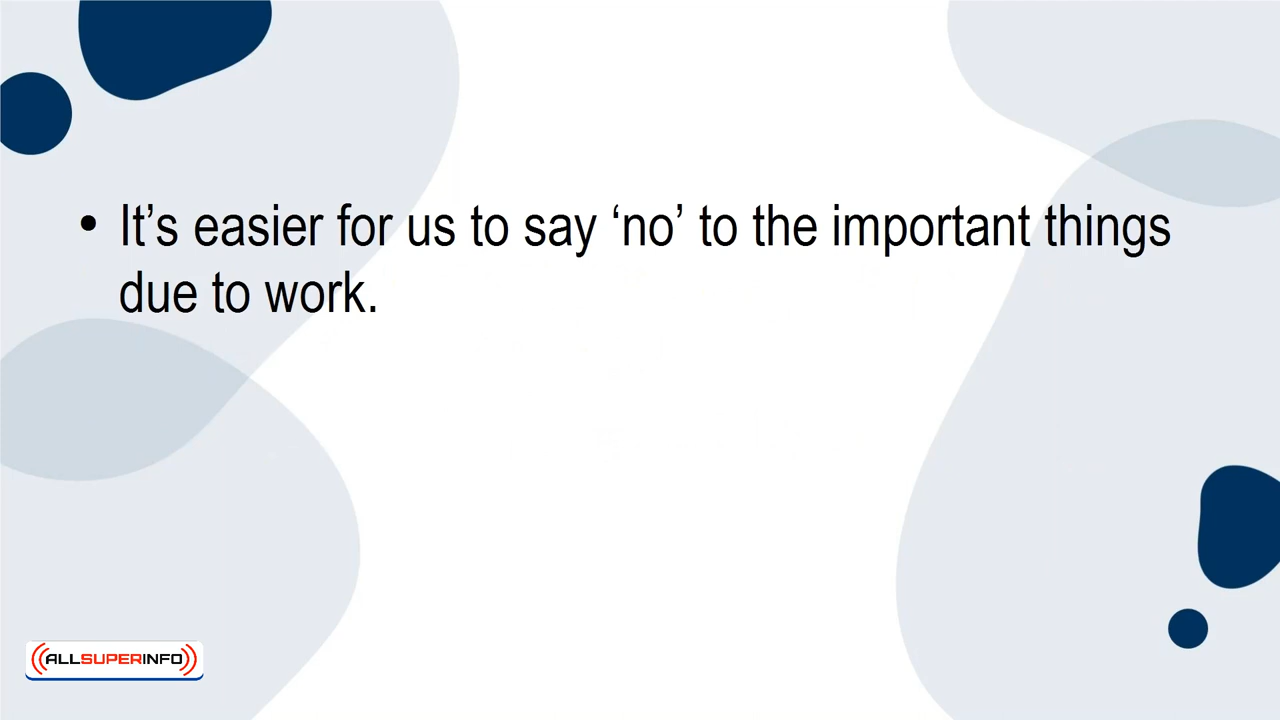 • It’s easier for us to say ‘no’ to the important things
due to work.
ALLSUPERINFO